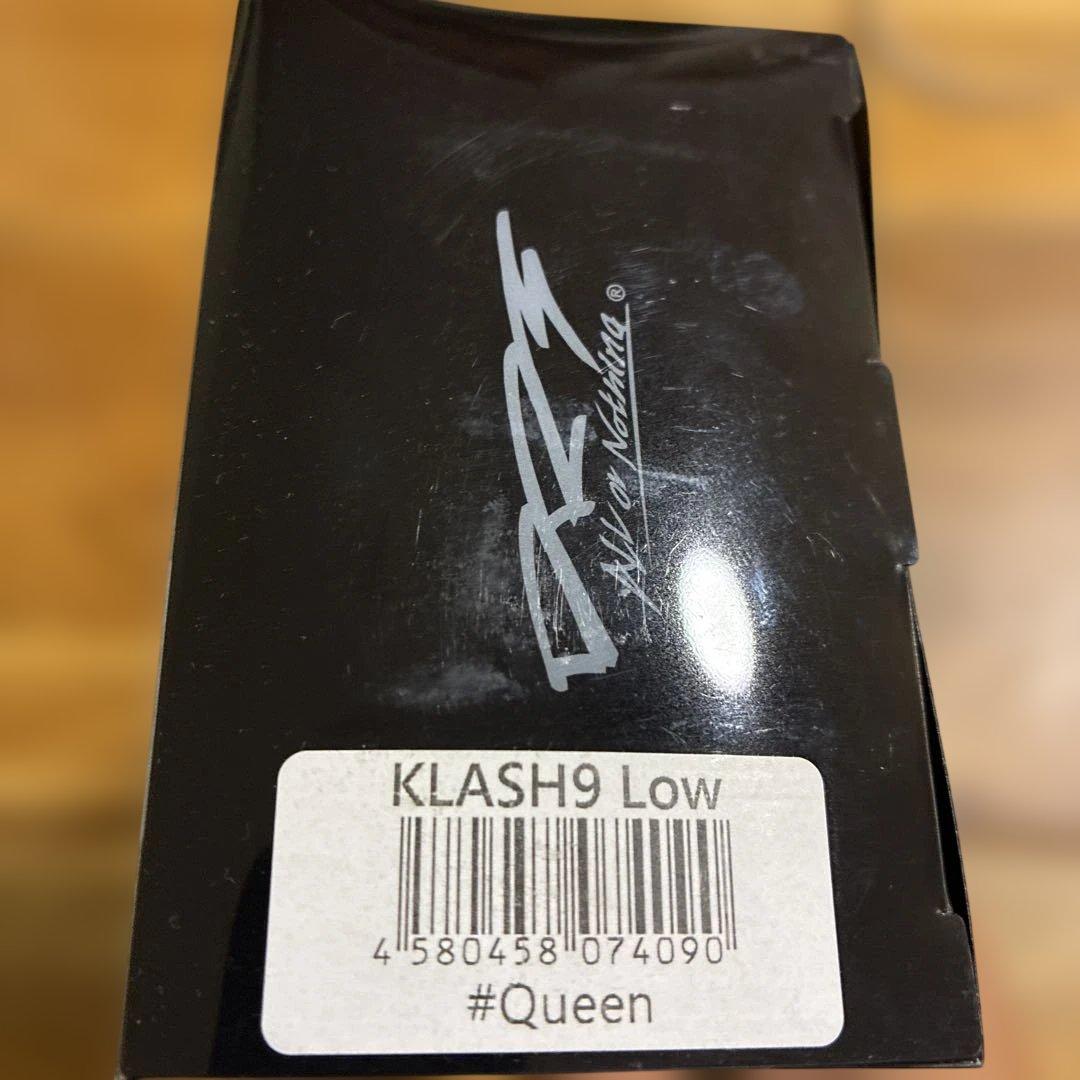 All or Nothing ®
KLASH9 Low
4 580458 074090
#Queen